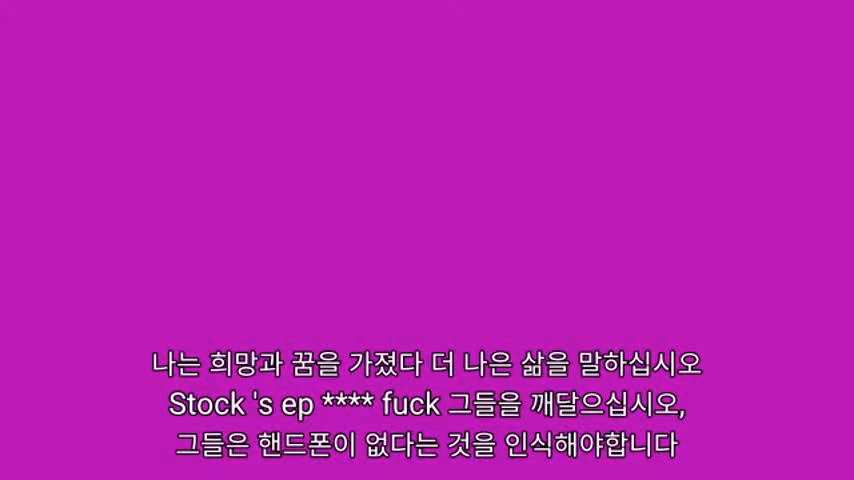 나는 희망과 꿈을 가졌다 더 나은 삶을 말하십시오
Stock 's ep **** fuck 그들을 깨달으십시오,
그들은 핸드폰이 없다는 것을 인식해야합니다